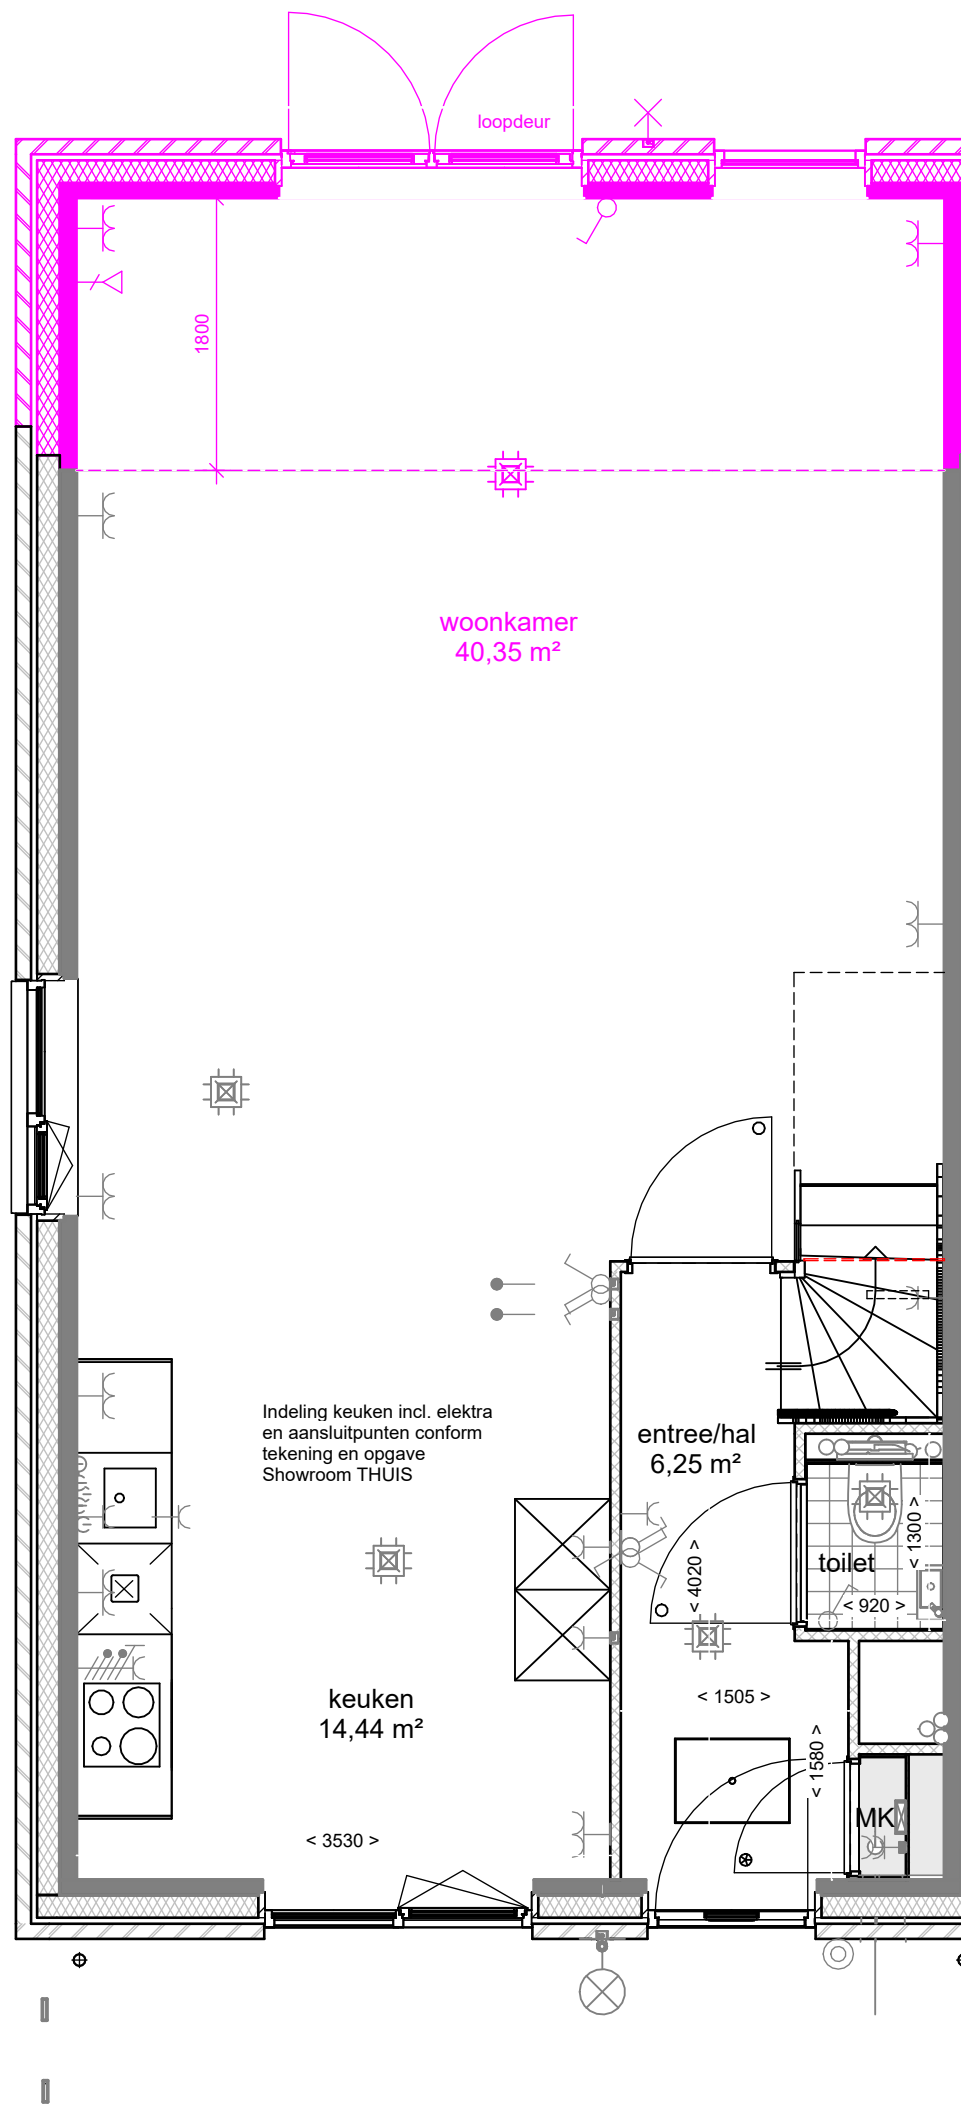 loopdeur
1800
woonkamer
40,35 m²
Indeling keuken incl. elektra
en aansluitpunten conform
tekening en opgave
Showroom THUIS
entree/hal
6,25 m²
< 1300 >
toilet
< 4020 >
< 920 >
keuken
14,44 m²
< 1505 >
< 1580 >
MK
< 3530 >